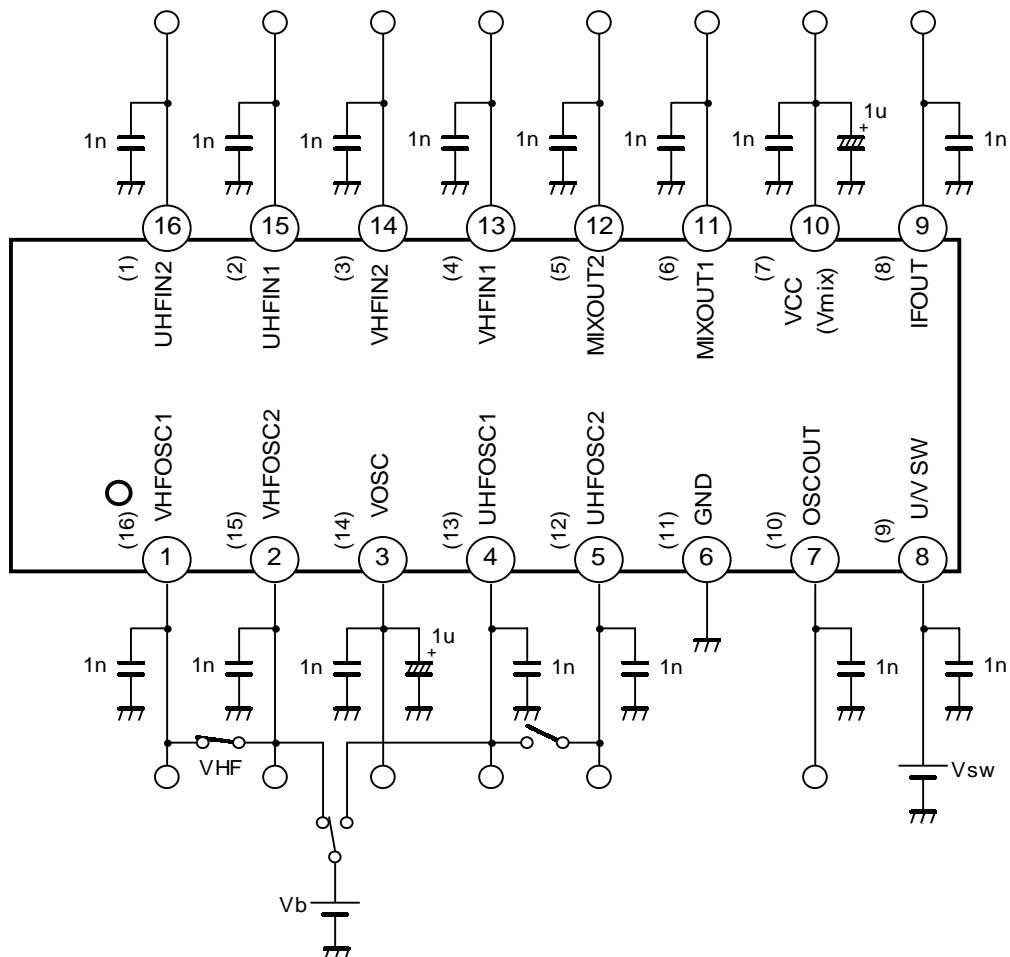 1n 1n 1n 1n 1n 1n 1n 1u + 1n
16 15 14 13 12 11 10 9
(1) (2) (3) (4) (5) (6) (7) (8)
UHFIN2 UHFIN1 VHFIN2 VHFIN1 MIXOUT2 MIXOUT1 VCC (Vmix) IFOUT
VHFOSC1 VHFOSC2 VOSC UHFOSC1 UHFOSC2 GND OSCOUT U/V SW
(16) (15) (14) (13) (12) (11) (10) (9)
1 2 3 4 5 6 7 8
1n 1n 1n 1u + 1n 1n 1n 1n
VHF
Vsw
Vb